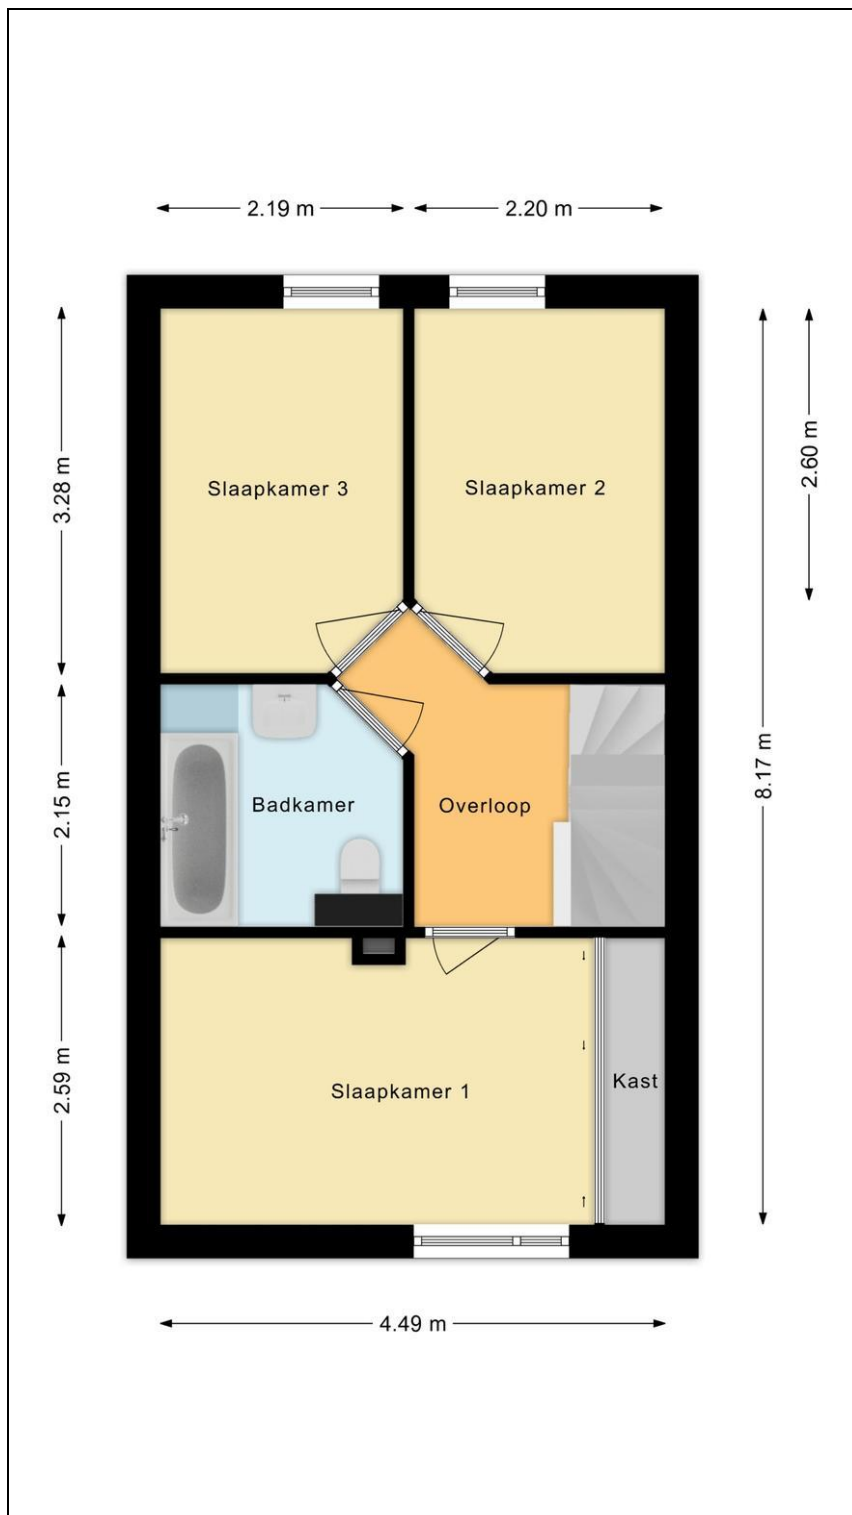 2.19 m
2.20 m
3.28 m
2.60 m
Slaapkamer 3
Slaapkamer 2
8.17 m
2.15 m
Badkamer
Overloop
2.59 m
Slaapkamer 1
Kast
4.49 m